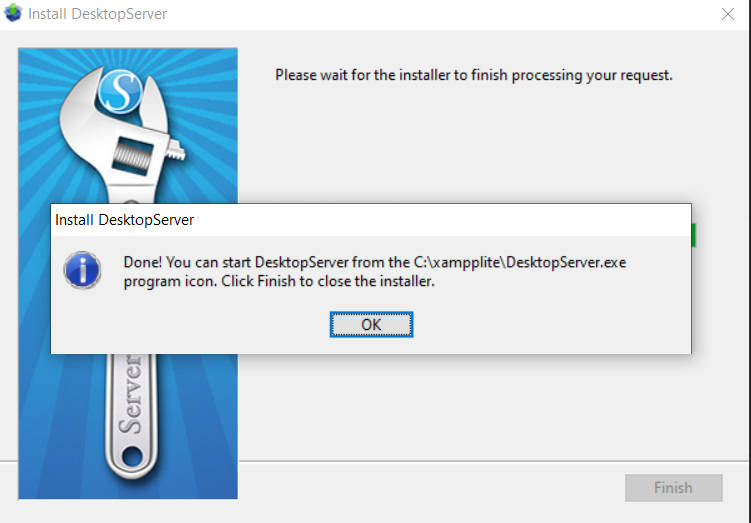 Install DesktopServer
Please wait for the installer to finish processing your request.
S
Install DesktopServer
Done! You can start DesktopServer from the C:\xampplite\DesktopServer.exe
program icon. Click Finish to close the installer.
OK
Server
Finish